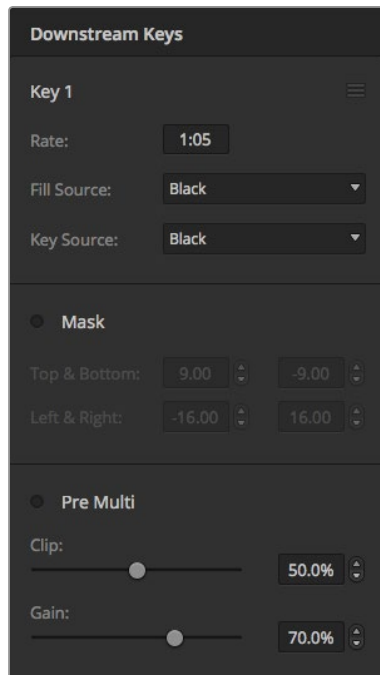 Downstream Keys
Key 1
Rate: 1:05
Fill Source: Black
Key Source: Black
Mask
Top & Bottom: 9.00 -9.00
Left & Right: -16.00 16.00
Pre Multi
Clip:
50.0%
Gain:
70.0%